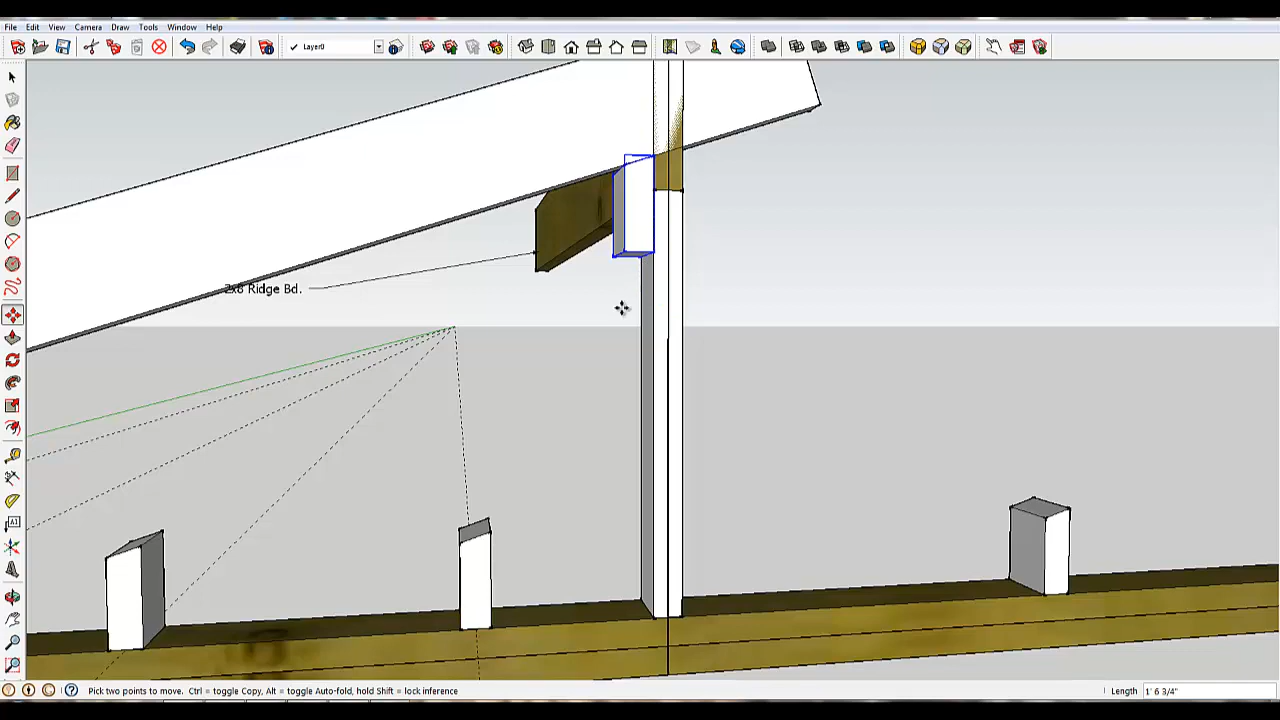 File Edit View Camera Draw Tools Window Help
Layer0
2x8 Ridge Bd.
Pick two points to move. Ctrl = toggle Copy, Alt = toggle Auto-fold, hold Shift = lock inference
Length 1' 6 3/4"